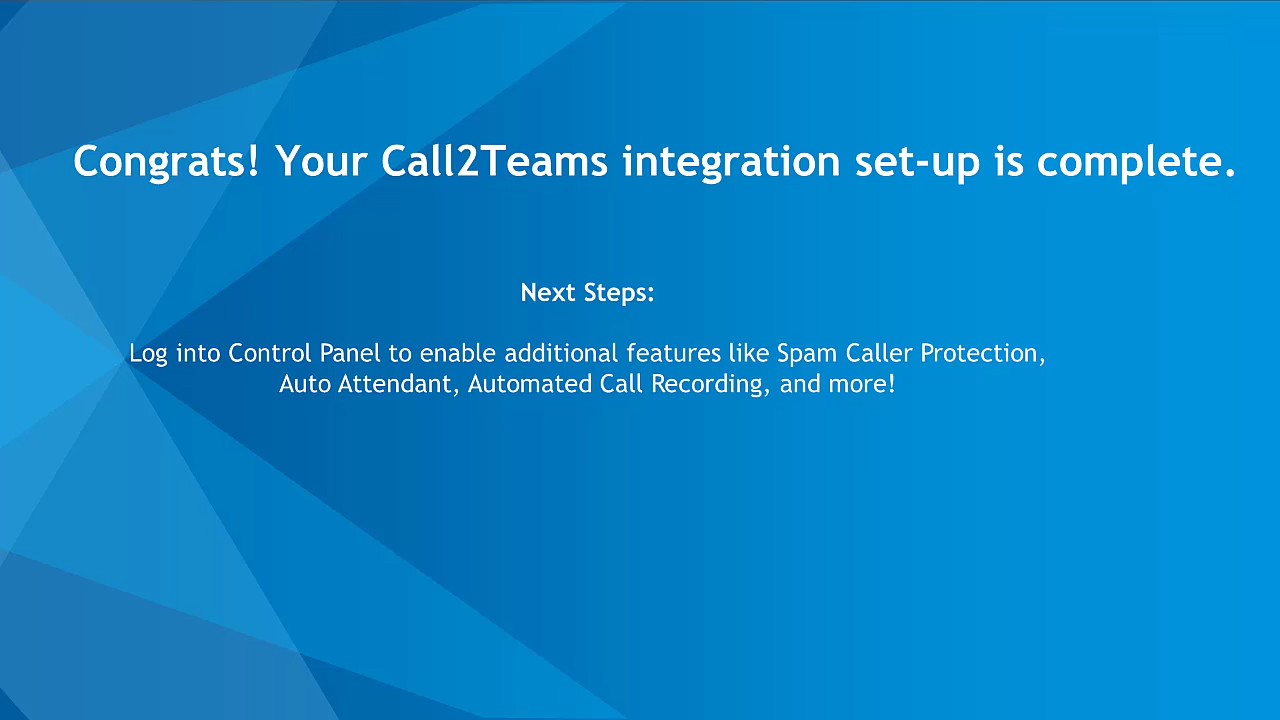 Congrats! Your Call2Teams integration set-up is complete.
Next Steps:
Log into Control Panel to enable additional features like Spam Caller Protection,
Auto Attendant, Automated Call Recording, and more!